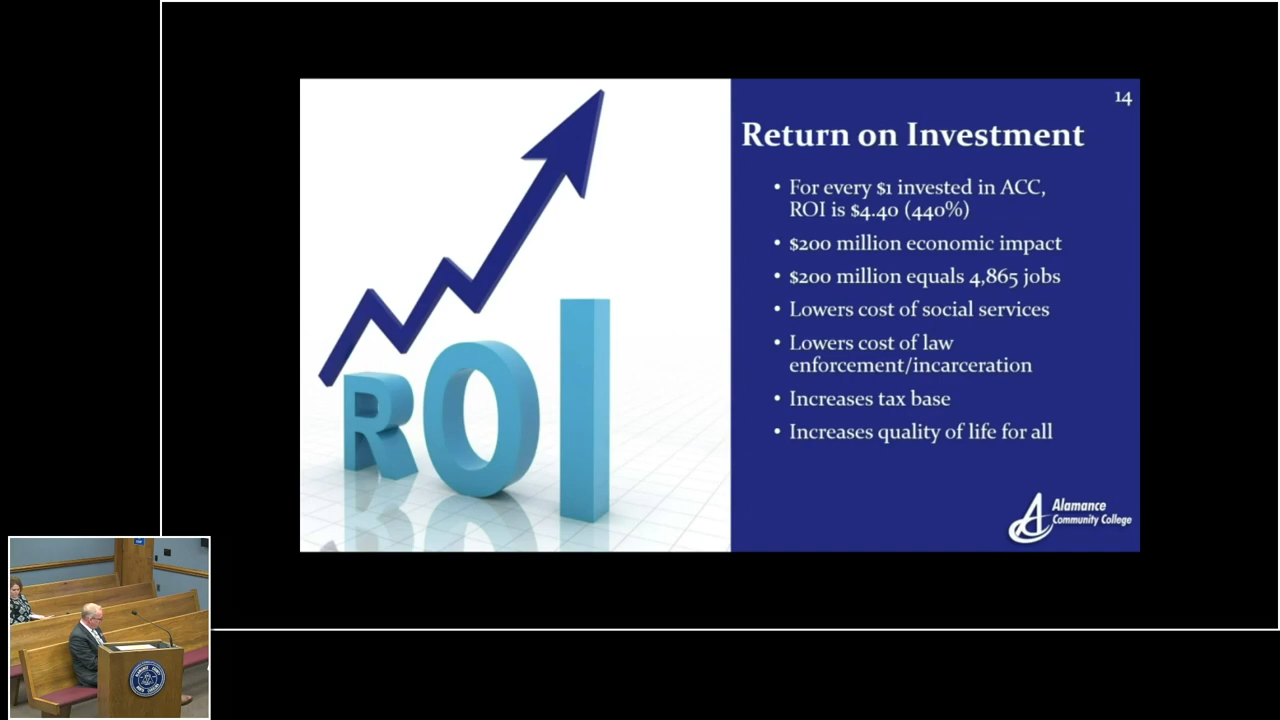 14
Return on Investment
• For every $1 invested in ACC,
ROI is $4.40 (440%)
• $200 million economic impact
• $200 million equals 4,865 jobs
• Lowers cost of social services
• Lowers cost of law
enforcement/incarceration
• Increases tax base
• Increases quality of life for all
ROI
Alamance
Community College